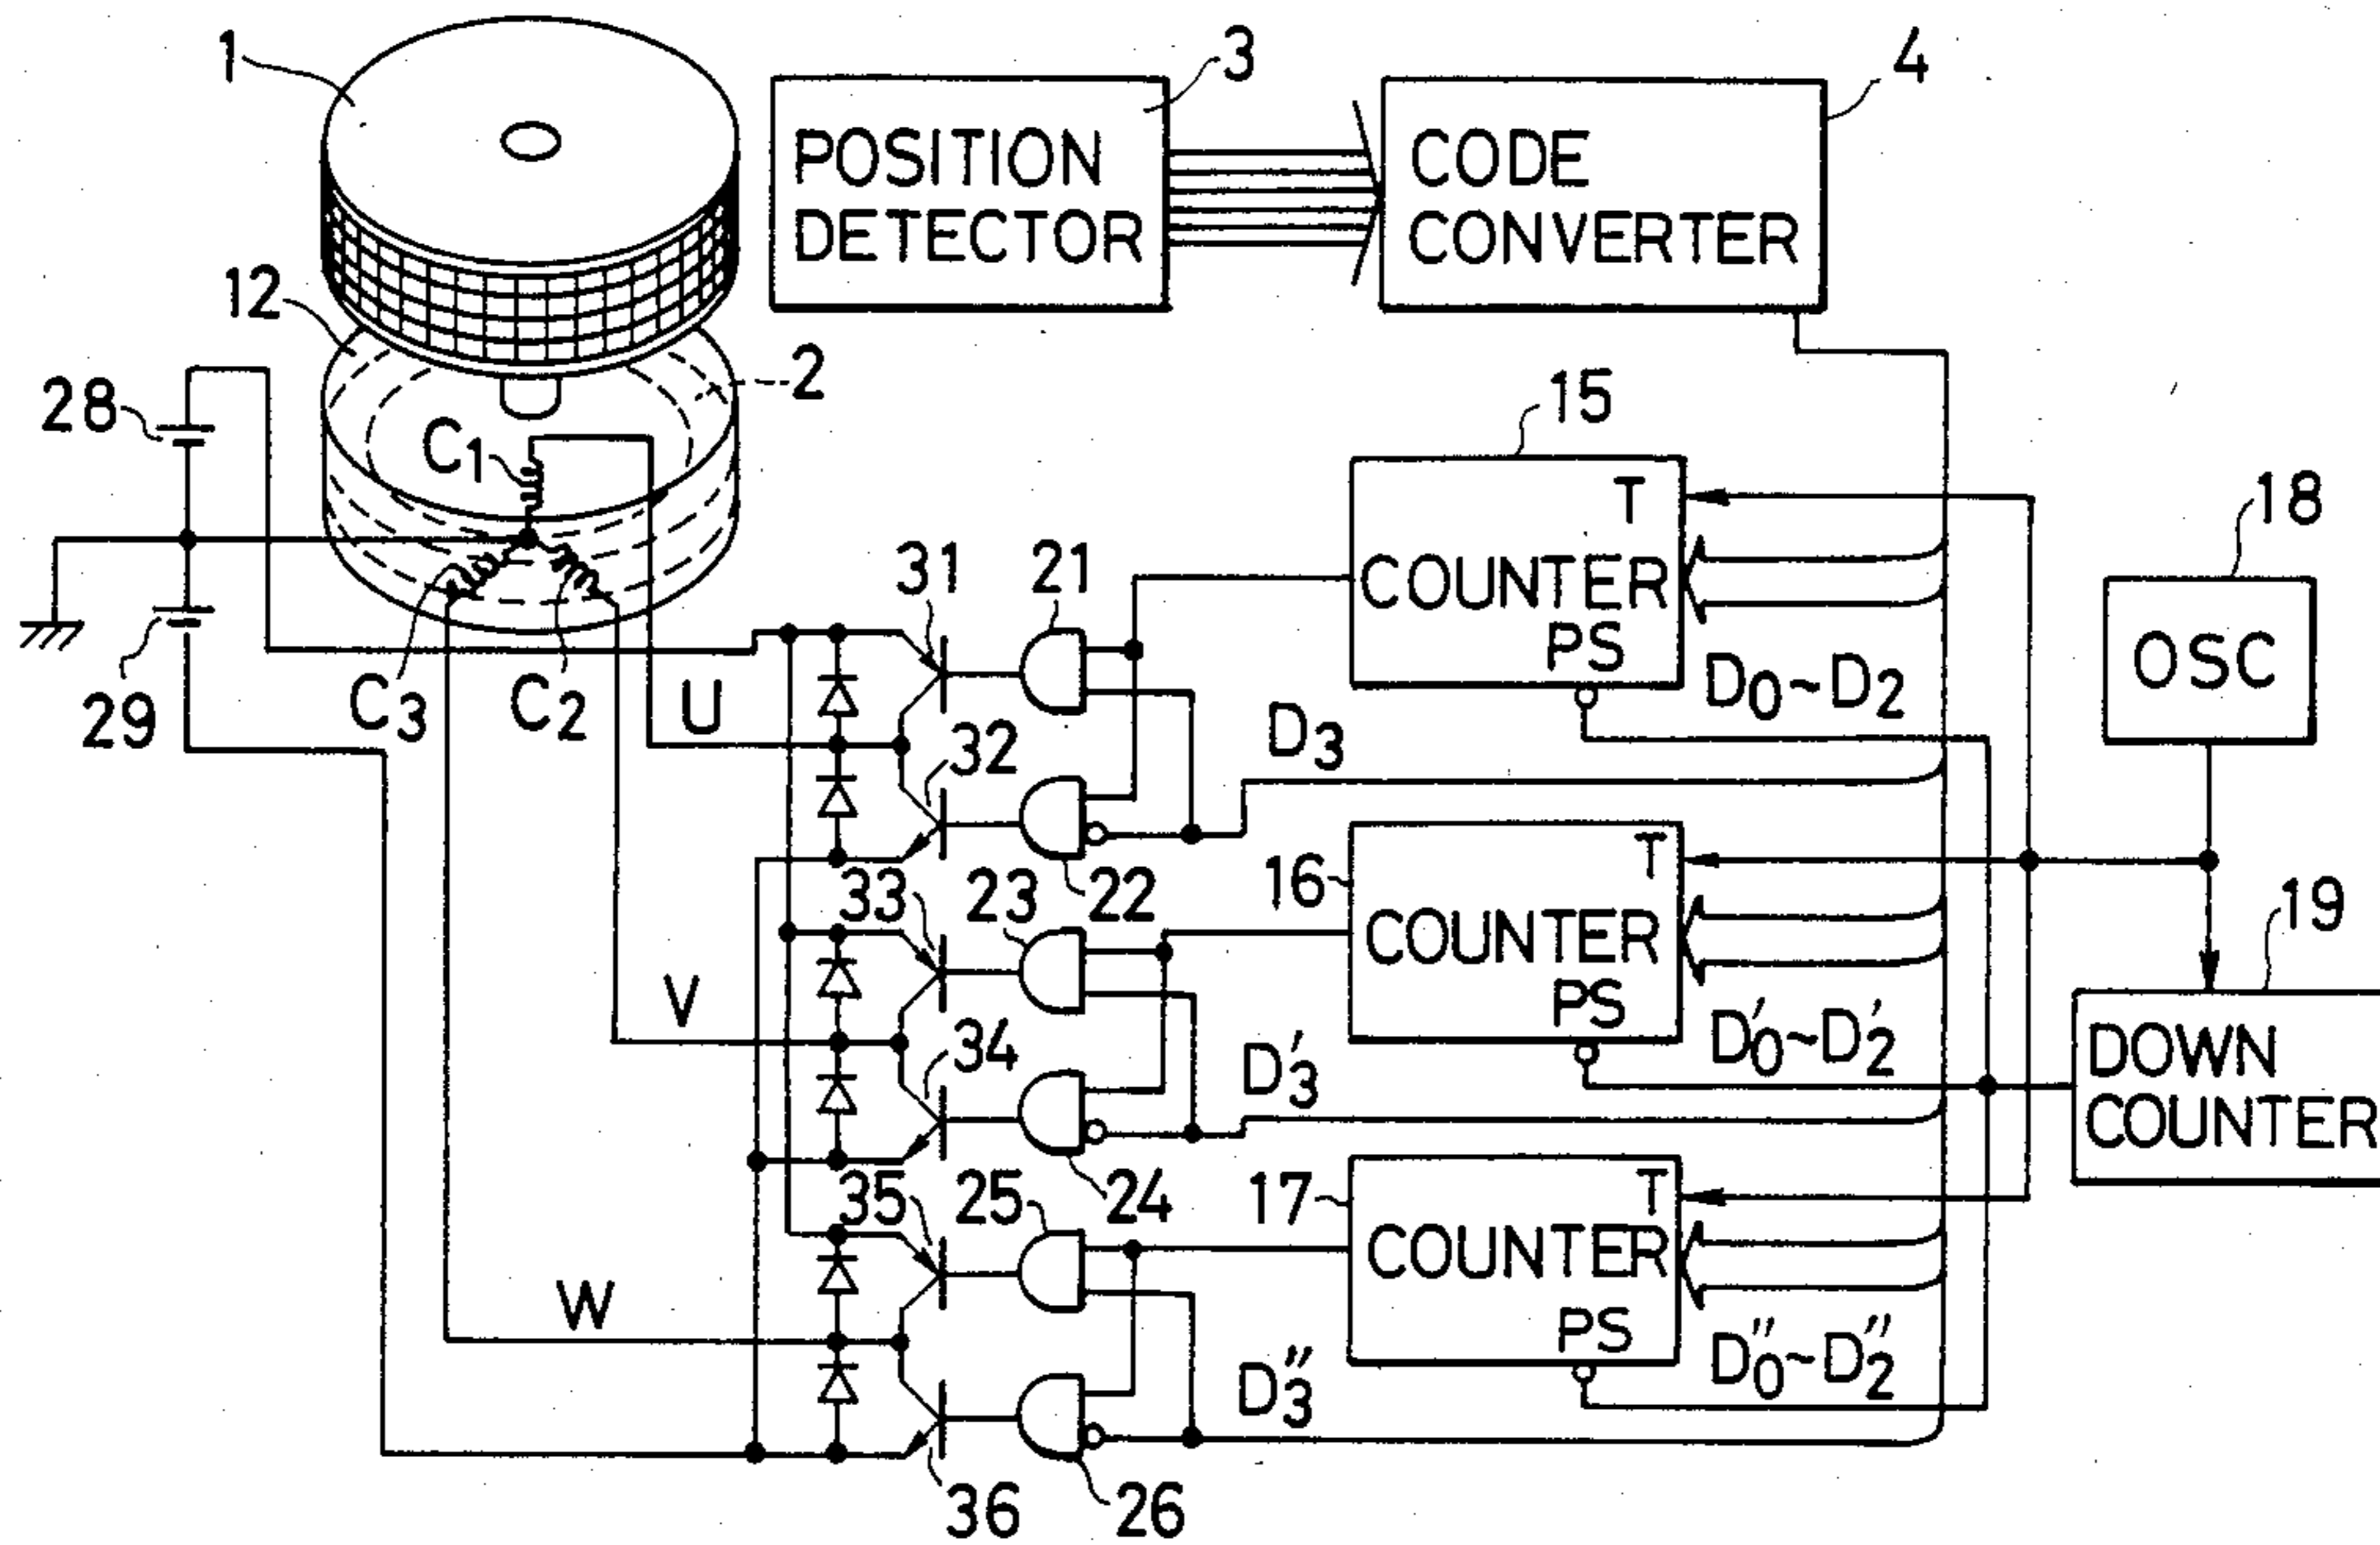 1
3
4
POSITION
DETECTOR
CODE
CONVERTER
12
2
28
C1
15
T
COUNTER
PS
18
OSC
31
21
29
C3
C2
U
D0~D2
D3
32
16
T
COUNTER
PS
19
33
23
22
V
34
D'3
D'0~D'2
DOWN
COUNTER
35
25
24
17
T
COUNTER
PS
W
D''3
D''0~D''2
36
26